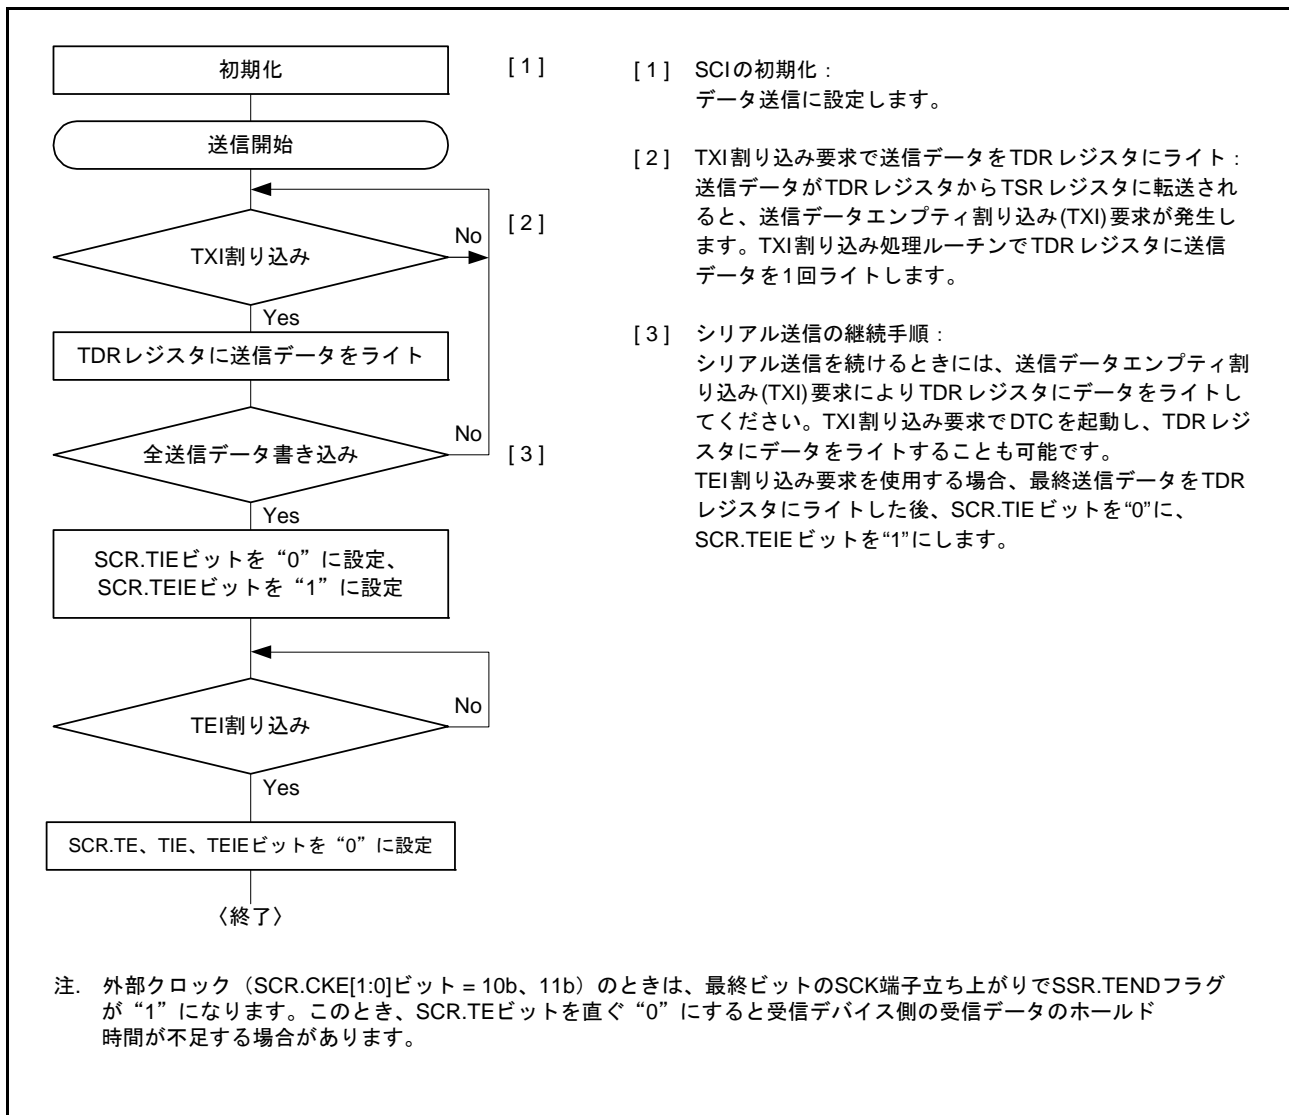 初期化
[ 1 ]
送信開始
TXI割り込み
No
[ 2 ]
Yes
TDRレジスタに送信データをライト
全送信データ書き込み
No
[ 3 ]
Yes
SCR.TIEビットを“0”に設定、
SCR.TEIEビットを“1”に設定
TEI割り込み
No
Yes
SCR.TE、TIE、TEIEビットを“0”に設定
〈終了〉
[ 1 ] SCIの初期化：
データ送信に設定します。
[ 2 ] TXI割り込み要求で送信データをTDRレジスタにライト：
送信データがTDRレジスタからTSRレジスタに転送され
ると、送信データエンプティ割り込み(TXI)要求が発生し
ます。TXI割り込み処理ルーチンでTDRレジスタに送信
データを1回ライトします。
[ 3 ] シリアル送信の継続手順：
シリアル送信を続けるときには、送信データエンプティ割
り込み(TXI)要求によりTDRレジスタにデータをライトし
てください。TXI割り込み要求でDTCを起動し、TDRレジ
スタにデータをライトすることも可能です。
TEI割り込み要求を使用する場合、最終送信データをTDR
レジスタにライトした後、SCR.TIEビットを“0”に、
SCR.TEIEビットを“1”にします。
注. 外部クロック（SCR.CKE[1:0]ビット = 10b、11b）のときは、最終ビットのSCK端子立ち上がりでSSR.TENDフラグ
が“1”になります。このとき、SCR.TEビットを直ぐ“0”にすると受信デバイス側の受信データのホールド
時間が不足する場合があります。